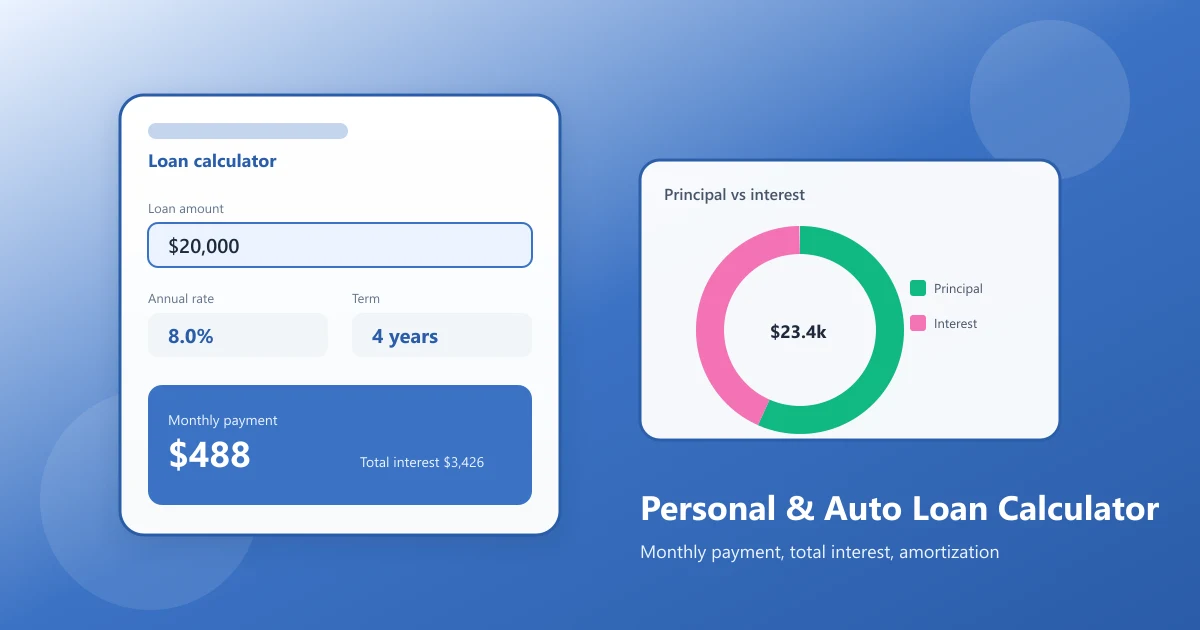 Loan calculator
Loan amount
$20,000
Annual rate
Term
8.0%
4 years
Monthly payment
$488
Total interest $3,426
Principal vs interest
$23.4k
Principal
Interest
Personal & Auto Loan Calculator
Monthly payment, total interest, amortization